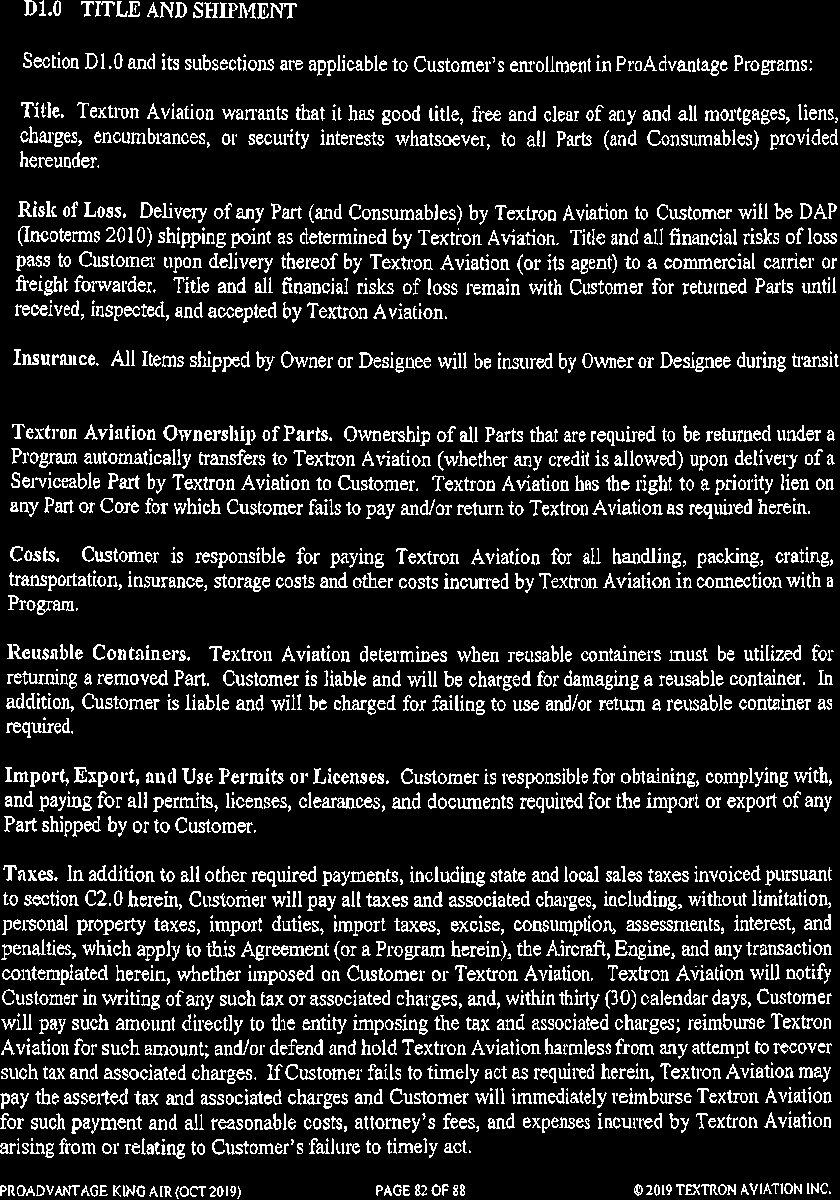 D1.0 TITLE AND SHIPMENT
Section D1.0 and its subsections are applicable to Customer's enrollment in ProAdvantage Programs:
Title. Textron Aviation warrants that it has good title, free and clear of any and all mortgages, liens,
charges, encumbrances, or security interests whatsoever, to all Parts (and Consumables) provided
hereunder.
Risk of Loss. Delivery of any Part (and Consumables) by Textron Aviation to Customer will be DAP
(Incoterms 2010) shipping point as determined by Textron Aviation. Title and all financial risks of loss
pass to Customer upon delivery thereof by Textron Aviation (or its agent) to a commercial carrier or
freight forwarder. Title and all financial risks of loss remain with Customer for returned Parts until
received, inspected, and accepted by Textron Aviation.
Insurance. All Items shipped by Owner or Designee will be insured by Owner or Designee during transit
Textron Aviation Ownership of Parts. Ownership of all Parts that are required to be returned under a
Program automatically transfers to Textron Aviation (whether any credit is allowed) upon delivery of a
Serviceable Part by Textron Aviation to Customer. Textron Aviation has the right to a priority lien on
any Part or Core for which Customer fails to pay and/or return to Textron Aviation as required herein.
Costs. Customer is responsible for paying Textron Aviation for all handling, packing, crating,
transportation, insurance, storage costs and other costs incurred by Textron Aviation in connection with a
Program.
Reusable Containers. Textron Aviation determines when reusable containers must be utilized for
returning a removed Part. Customer is liable and will be charged for damaging a reusable container. In
addition, Customer is liable and will be charged for failing to use and/or return a reusable container as
required.
Import, Export, and Use Permits or Licenses. Customer is responsible for obtaining, complying with,
and paying for all permits, licenses, clearances, and documents required for the import or export of any
Part shipped by or to Customer.
Taxes. In addition to all other required payments, including state and local sales taxes invoiced pursuant
to section C2.0 herein, Customer will pay all taxes and associated charges, including, without limitation,
personal property taxes, import duties, import taxes, excise, consumption, assessments, interest, and
penalties, which apply to this Agreement (or a Program herein), the Aircraft, Engine, and any transaction
contemplated herein, whether imposed on Customer or Textron Aviation. Textron Aviation will notify
Customer in writing of any such tax or associated charges, and, within thirty (30) calendar days, Customer
will pay such amount directly to the entity imposing the tax and associated charges; reimburse Textron
Aviation for such amount; and/or defend and hold Textron Aviation harmless from any attempt to recover
such tax and associated charges. If Customer fails to timely act as required herein, Textron Aviation may
pay the asserted tax and associated charges and Customer will immediately reimburse Textron Aviation
for such payment and all reasonable costs, attorney's fees, and expenses incurred by Textron Aviation
arising from or relating to Customer's failure to timely act.
PROADVANTAGE KING AIR (OCT 2019) PAGE 82 OF 88 © 2019 TEXTRON AVIATION INC.